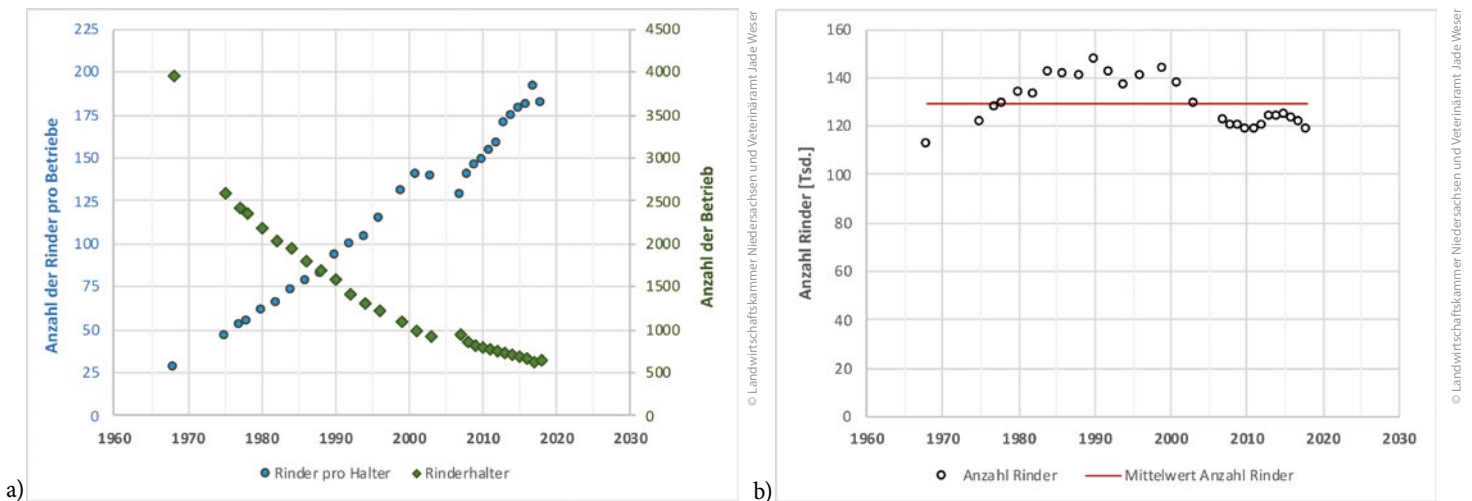 225
200
175
150
125
100
75
50
25
0
Anzahl der Rinder pro Betriebe
4500
4000
3500
3000
2500
2000
1500
1000
500
0
Anzahl der Betrieb
1960 1970 1980 1990 2000 2010 2020 2030
Rinder pro Halter Rinderhalter
a)
© Landwirtschaftskammer Niedersachsen und Veterinäramt Jade Weser
160
140
120
100
80
60
40
20
0
Anzahl Rinder [Tsd.]
1960 1970 1980 1990 2000 2010 2020 2030
Anzahl Rinder Mittelwert Anzahl Rinder
b)
© Landwirtschaftskammer Niedersachsen und Veterinäramt Jade Weser